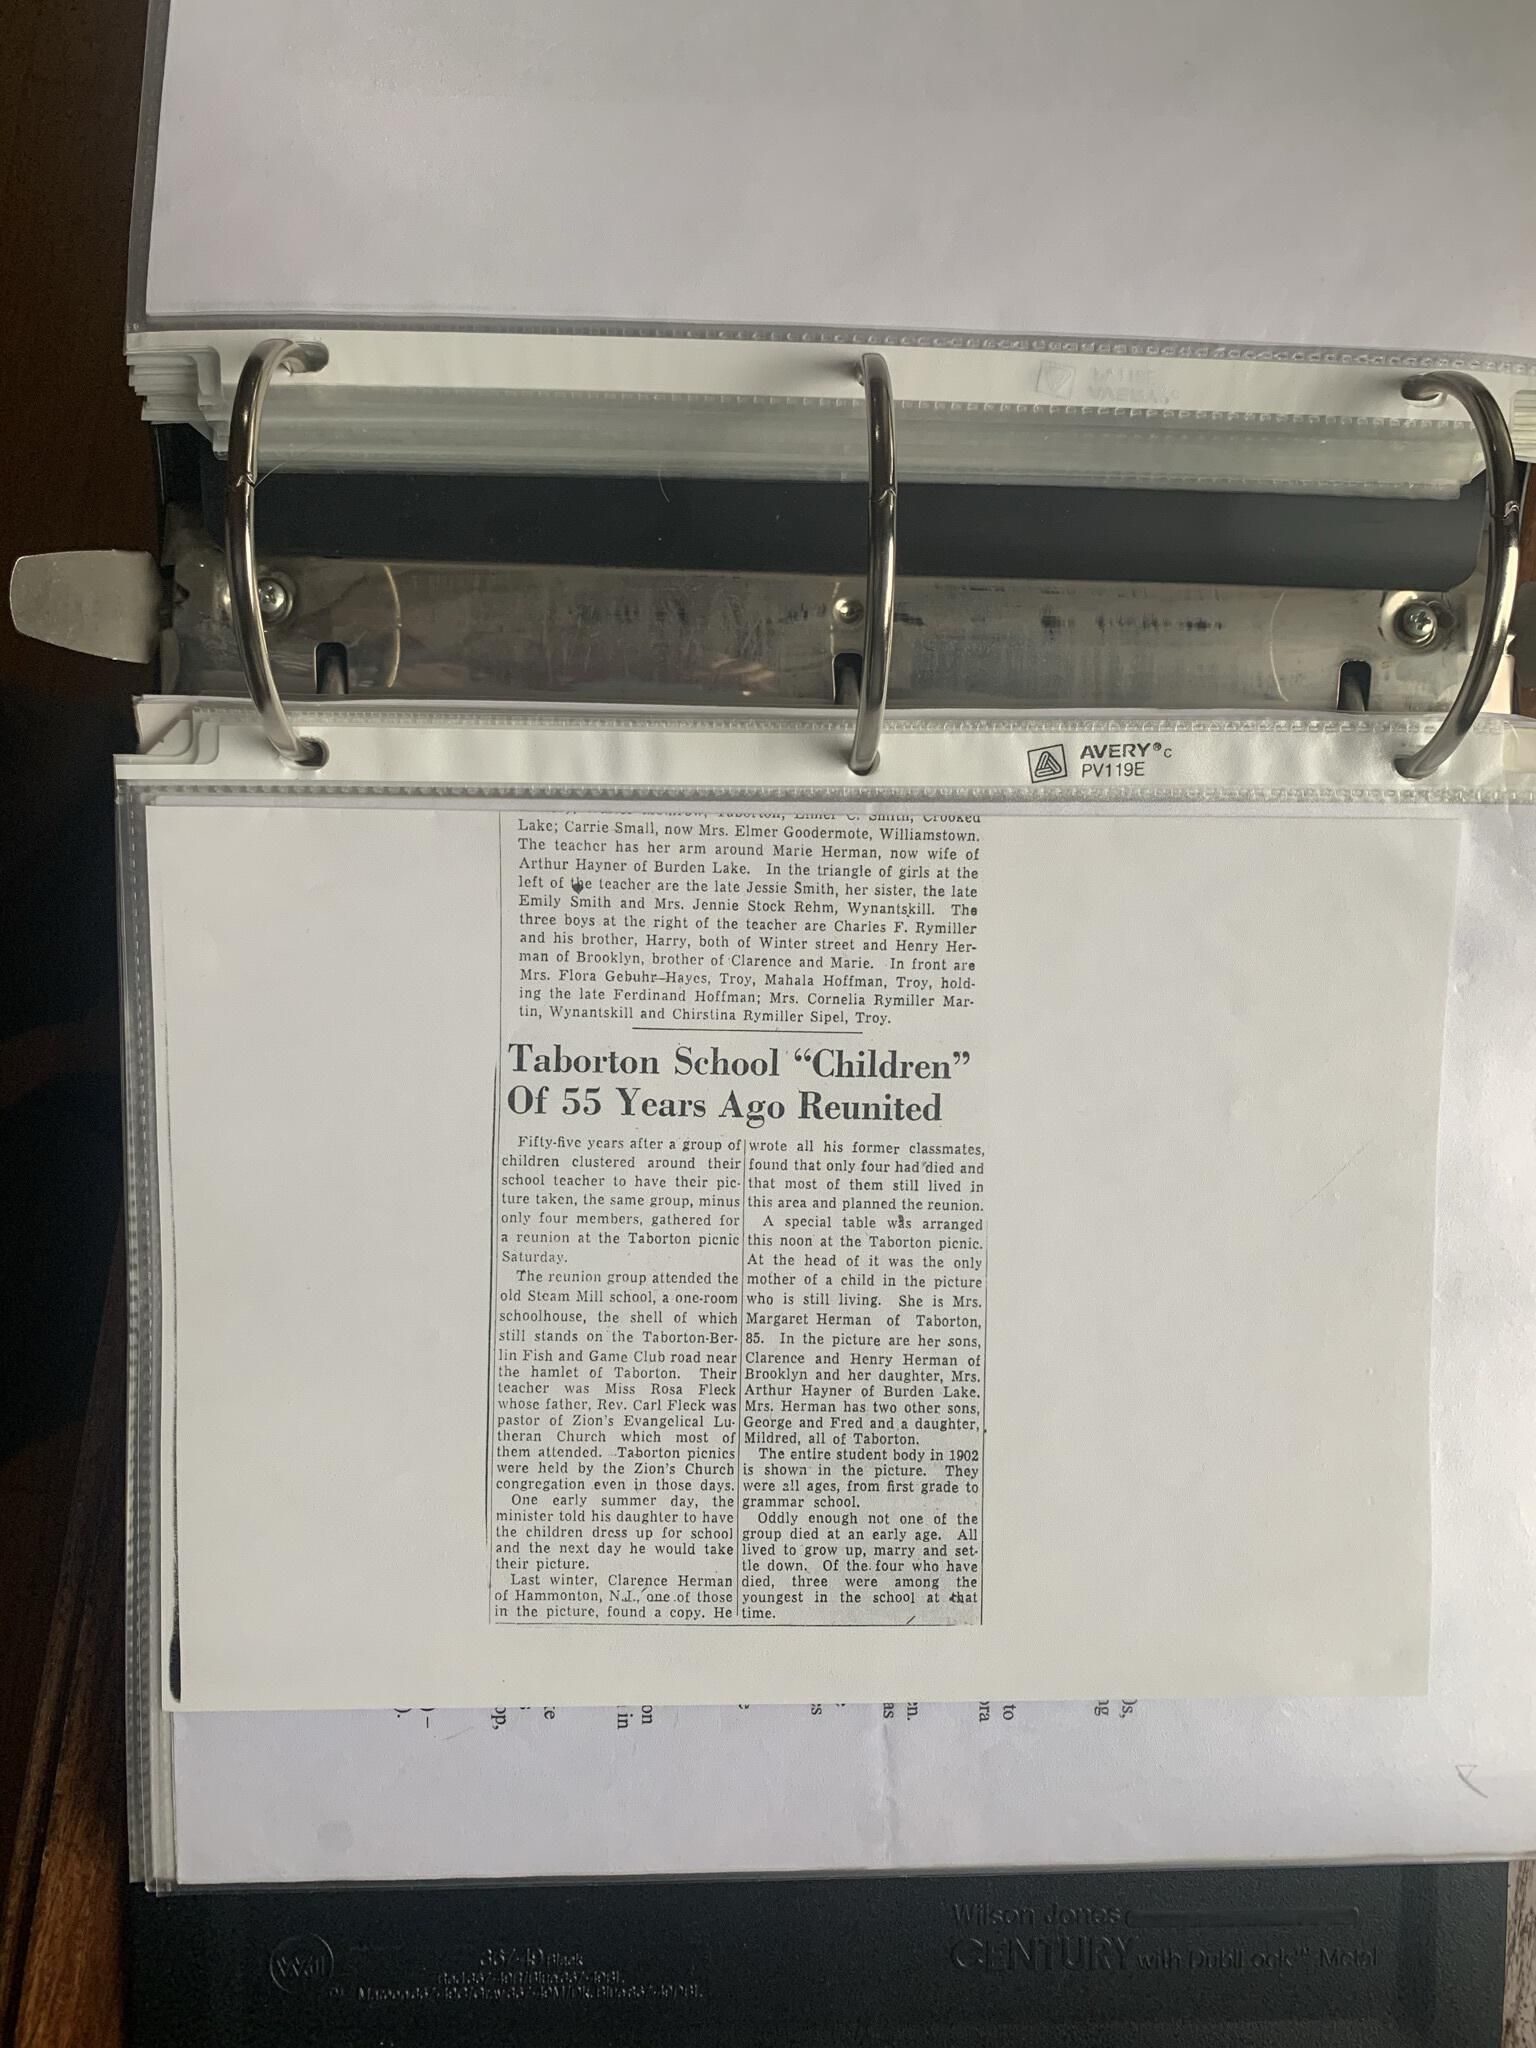 AVERY® c
PV119E
Taborton, Elmer C. Smith, Crooked
Lake; Carrie Small, now Mrs. Elmer Goodermote, Williamstown.
The teacher has her arm around Marie Herman, now wife of
Arthur Hayner of Burden Lake. In the triangle of girls at the
left of the teacher are the late Jessie Smith, her sister, the late
Emily Smith and Mrs. Jennie Stock Rehm, Wynantskill. The
three boys at the right of the teacher are Charles F. Rymiller
and his brother, Harry, both of Winter street and Henry Her-
man of Brooklyn, brother of Clarence and Marie. In front are
Mrs. Flora Gebuhr-Hayes, Troy, Mahala Hoffman, Troy, hold-
ing the late Ferdinand Hoffman; Mrs. Cornelia Rymiller Mar-
tin, Wynantskill and Chirstina Rymiller Sipel, Troy.
Taborton School “Children”
Of 55 Years Ago Reunited
Fifty-five years after a group of
children clustered around their
school teacher to have their pic-
ture taken, the same group, minus
only four members, gathered for
a reunion at the Taborton picnic
Saturday.
The reunion group attended the
old Steam Mill school, a one-room
schoolhouse, the shell of which
still stands on the Taborton-Ber-
lin Fish and Game Club road near
the hamlet of Taborton. Their
teacher was Miss Rosa Fleck
whose father, Rev. Carl Fleck was
pastor of Zion's Evangelical Lu-
theran Church which most of
them attended. Taborton picnics
were held by the Zion's Church
congregation even in those days.
One early summer day, the
minister told his daughter to have
the children dress up for school
and the next day he would take
their picture.
Last winter, Clarence Herman
of Hammonton, N.J., one of those
in the picture, found a copy. He
wrote all his former classmates,
found that only four had died and
that most of them still lived in
this area and planned the reunion.
A special table was arranged
this noon at the Taborton picnic.
At the head of it was the only
mother of a child in the picture
who is still living. She is Mrs.
Margaret Herman of Taborton,
85. In the picture are her sons,
Clarence and Henry Herman of
Brooklyn and her daughter, Mrs.
Arthur Hayner of Burden Lake.
Mrs. Herman has two other sons,
George and Fred and a daughter,
Mildred, all of Taborton.
The entire student body in 1902
is shown in the picture. They
were all ages, from first grade to
grammar school.
Oddly enough not one of the
group died at an early age. All
lived to grow up, marry and set-
tle down. Of the four who have
died, three were among the
youngest in the school at that
time.
Wilson Jones
CENTURY with DublLock™ Metal